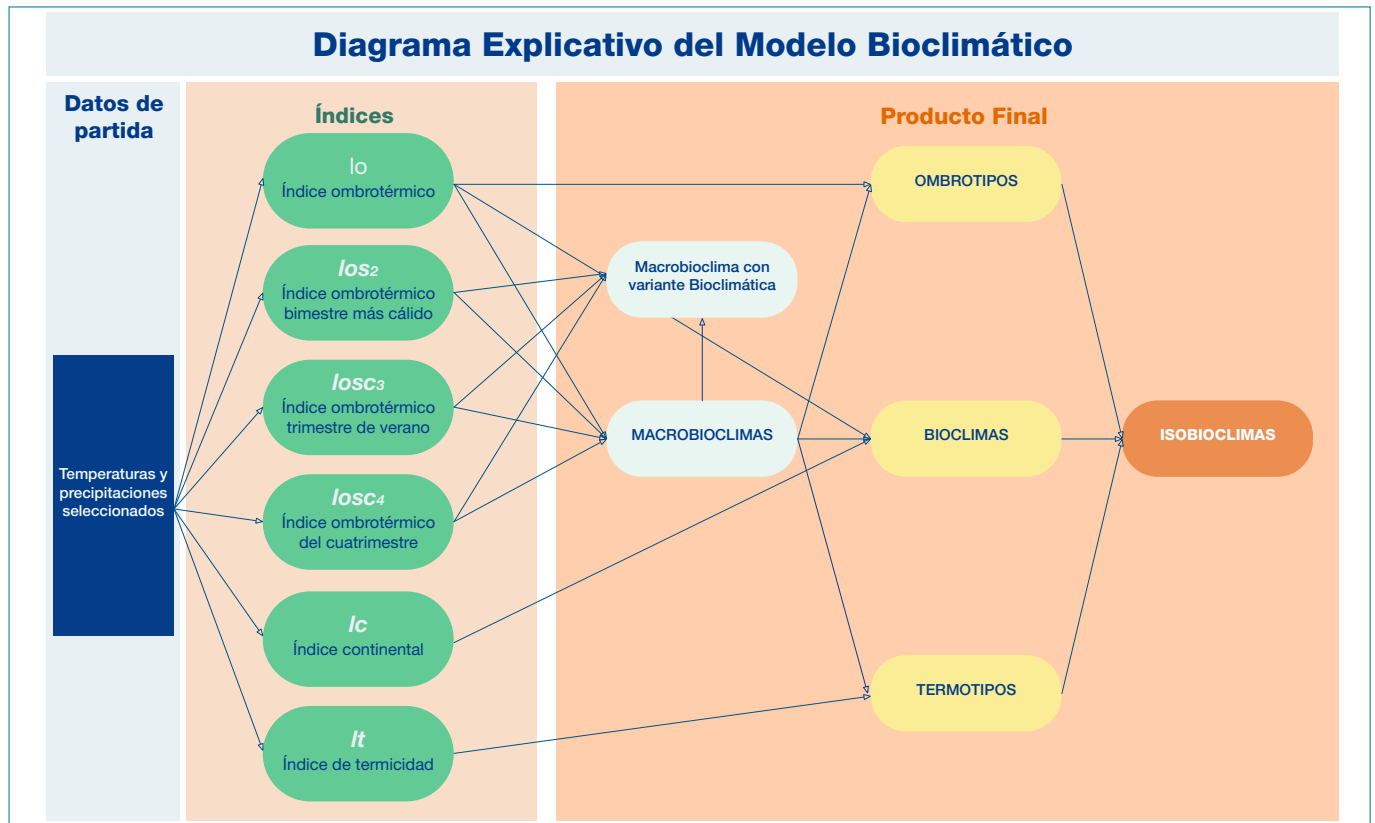 Diagrama Explicativo del Modelo Bioclimático
Datos de
partida
Temperaturas y
precipitaciones
seleccionados
Índices
Io
Índice ombrotérmico
Ios2
Índice ombrotérmico
bimestre más cálido
Iosc3
Índice ombrotérmico
trimestre de verano
Iosc4
Índice ombrotérmico
del cuatrimestre
Ic
Índice continental
It
Índice de termicidad
Producto Final
Macrobioclima con
variante Bioclimática
MACROBIOCLIMAS
OMBROTIPOS
BIOCLIMAS
TERMOTIPOS
ISOBIOCLIMAS